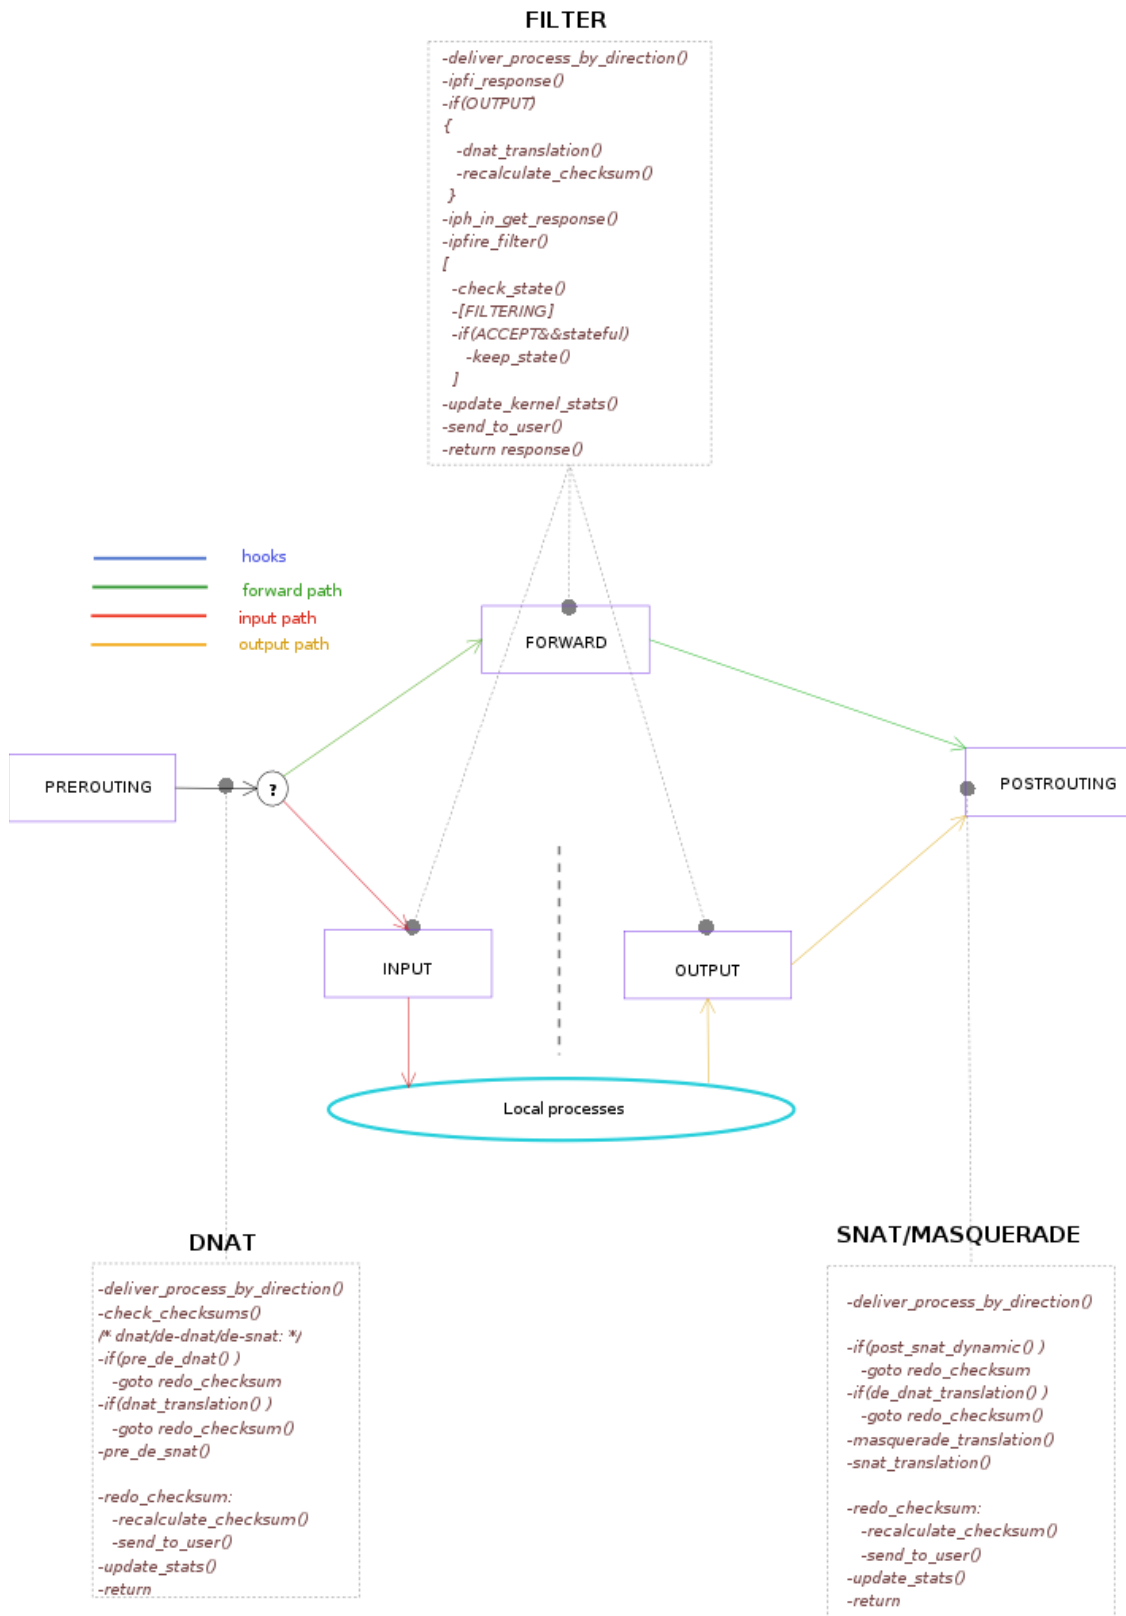 FILTER
-deliver_process_by_direction()
-ipfi_response()
-if(OUTPUT)
{
-dnat_translation()
-recalculate_checksum()
}
-iph_in_get_response()
-ipfire_filter()
[
-check_state()
-[FILTERING]
-if(ACCEPT&&stateful)
-keep_state()
]
-update_kernel_stats()
-send_to_user()
-return response()
hooks
forward path
input path
output path
FORWARD
PREROUTING
?
POSTROUTING
INPUT
OUTPUT
Local processes
DNAT
-deliver_process_by_direction()
-check_checksums()
/* dnat/de-dnat/de-snat: */
-if(pre_de_dnat() )
-goto redo_checksum
-if(dnat_translation() )
-goto redo_checksum()
-pre_de_snat()
-redo_checksum:
-recalculate_checksum()
-send_to_user()
-update_stats()
-return
SNAT/MASQUERADE
-deliver_process_by_direction()
-if(post_snat_dynamic() )
-goto redo_checksum
-if(de_dnat_translation() )
-goto redo_checksum()
-masquerade_translation()
-snat_translation()
-redo_checksum:
-recalculate_checksum()
-send_to_user()
-update_stats()
-return